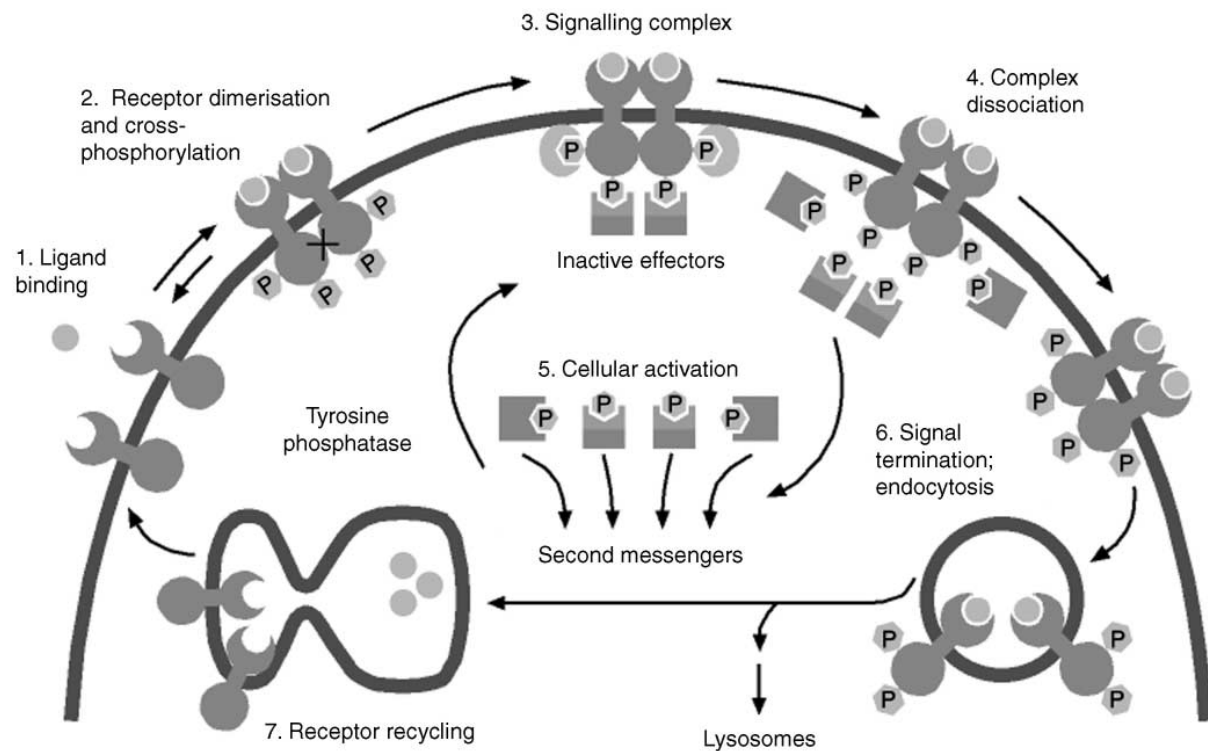 3. Signalling complex
2. Receptor dimerisation
and cross-
phosphorylation
4. Complex
dissociation
1. Ligand
binding
P
P
P
P
P
P
P
P
Inactive effectors
P
P
P
P
P
P
P
P
5. Cellular activation
P
P
P
P
Tyrosine
phosphatase
P
P
P
P
6. Signal
termination;
endocytosis
Second messengers
P
P
P
P
7. Receptor recycling
Lysosomes